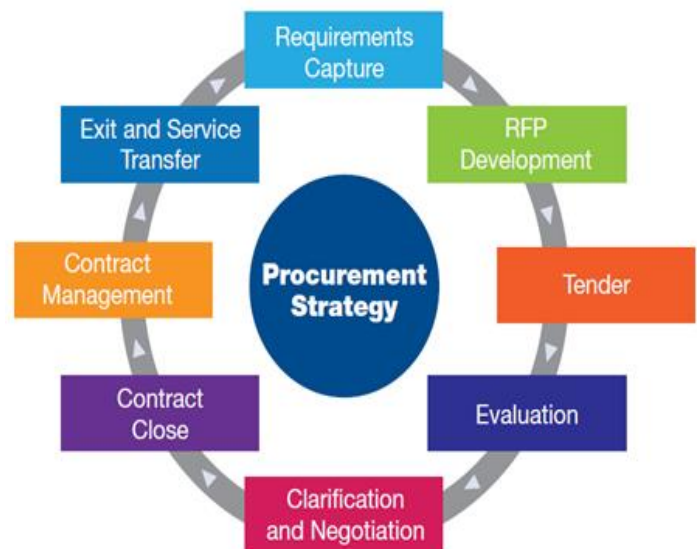 Requirements
Capture
RFP
Development
Tender
Evaluation
Clarification
and Negotiation
Contract
Close
Contract
Management
Exit and Service
Transfer
Procurement
Strategy